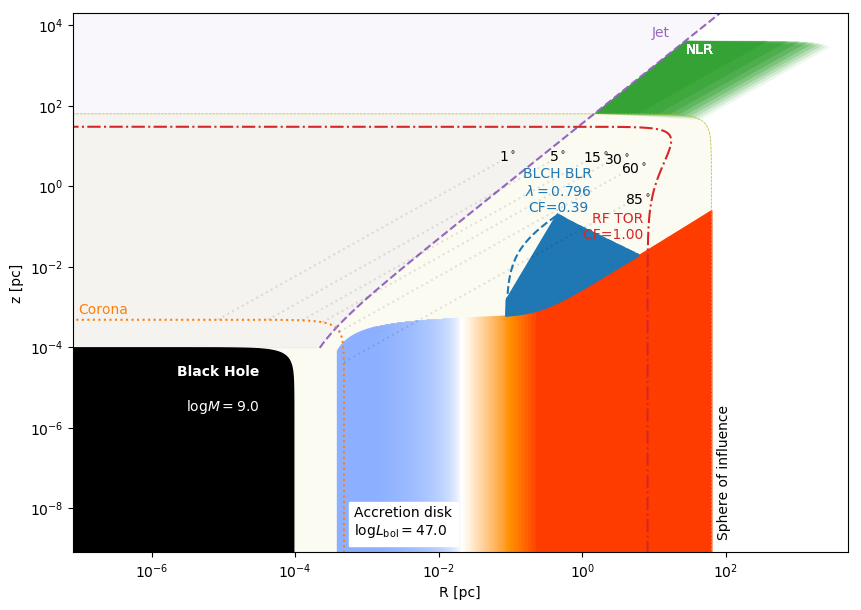 10⁴
10²
10⁰
10⁻²
10⁻⁴
10⁻⁶
10⁻⁸
z [pc]
Jet
NLR
1°
5°
15°
30°
60°
85°
BLCH BLR
λ = 0.796
CF=0.39
RF TOR
CF=1.00
Corona
Black Hole
logM = 9.0
Accretion disk
logL_bol = 47.0
Sphere of influence
10⁻⁶
10⁻⁴
10⁻²
10⁰
10²
R [pc]